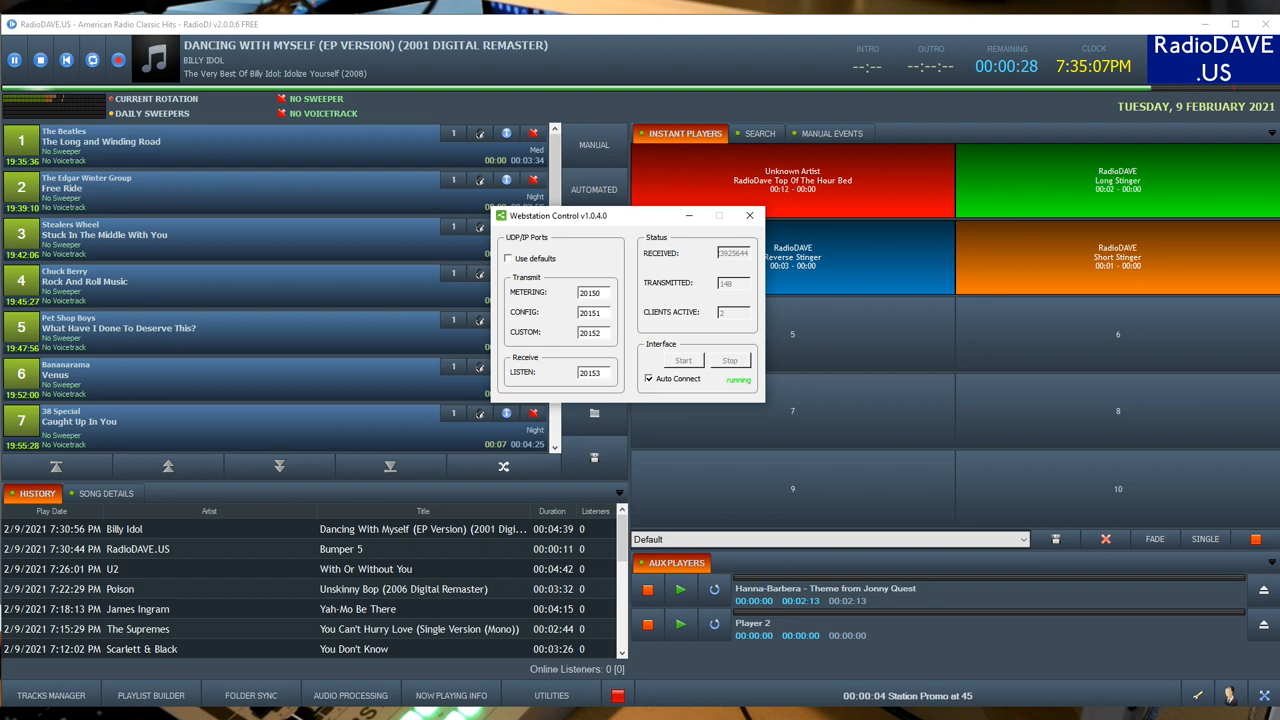 RadioDAVE.US - American Radio Classic Hits - RadioDJ v2.0.0.6 FREE
DANCING WITH MYSELF (EP VERSION) (2001 DIGITAL REMASTER)
BILLY IDOL
The Very Best Of Billy Idol: Idolize Yourself (2008)
INTRO
--:--
OUTRO
--:--:--
REMAINING
00:00:28
CLOCK
7:35:07PM
RadioDAVE
.US
CURRENT ROTATION
NO SWEEPER
DAILY SWEEPERS
NO VOICETRACK
TUESDAY, 9 FEBRUARY 2021
1
19:35:36
The Beatles
The Long and Winding Road
No Sweeper
No Voicetrack
1
Med
00:00 00:03:34
2
19:39:10
The Edgar Winter Group
Free Ride
No Sweeper
No Voicetrack
1
Night
3
19:42:06
Stealers Wheel
Stuck In The Middle With You
No Sweeper
No Voicetrack
1
4
19:45:27
Chuck Berry
Rock And Roll Music
No Sweeper
No Voicetrack
1
5
19:47:56
Pet Shop Boys
What Have I Done To Deserve This?
No Sweeper
No Voicetrack
1
6
19:52:00
Bananarama
Venus
No Sweeper
No Voicetrack
1
7
19:55:28
38 Special
Caught Up In You
No Sweeper
No Voicetrack
1
Night
00:07 00:04:25
MANUAL
AUTOMATED
Webstation Control v1.0.4.0
UDP/IP Ports
Use defaults
Transmit
METERING: 20150
CONFIG: 20151
CUSTOM: 20152
Receive
LISTEN: 20153
Status
RECEIVED: 3925644
TRANSMITTED: 148
CLIENTS ACTIVE: 2
Interface
Start Stop
Auto Connect running
INSTANT PLAYERS SEARCH MANUAL EVENTS
Unknown Artist
RadioDAVE Top Of The Hour Bed
00:12 - 00:00
RadioDAVE
Long Stinger
00:02 - 00:00
RadioDAVE
Reverse Stinger
00:03 - 00:00
RadioDAVE
Short Stinger
00:01 - 00:00
5 6
7 8
9 10
Default FADE SINGLE
HISTORY SONG DETAILS
Play Date Artist Title Duration Listeners
2/9/2021 7:30:56 PM Billy Idol Dancing With Myself (EP Version) (2001 Digi... 00:04:39 0
2/9/2021 7:30:44 PM RadioDAVE.US Bumper 5 00:00:11 0
2/9/2021 7:26:01 PM U2 With Or Without You 00:04:42 0
2/9/2021 7:22:29 PM Poison Unskinny Bop (2006 Digital Remaster) 00:03:32 0
2/9/2021 7:18:13 PM James Ingram Yah-Mo Be There 00:04:15 0
2/9/2021 7:15:29 PM The Supremes You Can't Hurry Love (Single Version (Mono)) 00:02:44 0
2/9/2021 7:12:02 PM Scarlett & Black You Don't Know 00:03:26 0
Online Listeners: 0 [0]
AUX PLAYERS
Hanna-Barbera - Theme from Jonny Quest
00:00:00 00:02:13 00:02:13
Player 2
00:00:00 00:00:00 00:00:00
TRACKS MANAGER PLAYLIST BUILDER FOLDER SYNC AUDIO PROCESSING NOW PLAYING INFO UTILITIES
00:00:04 Station Promo at 45